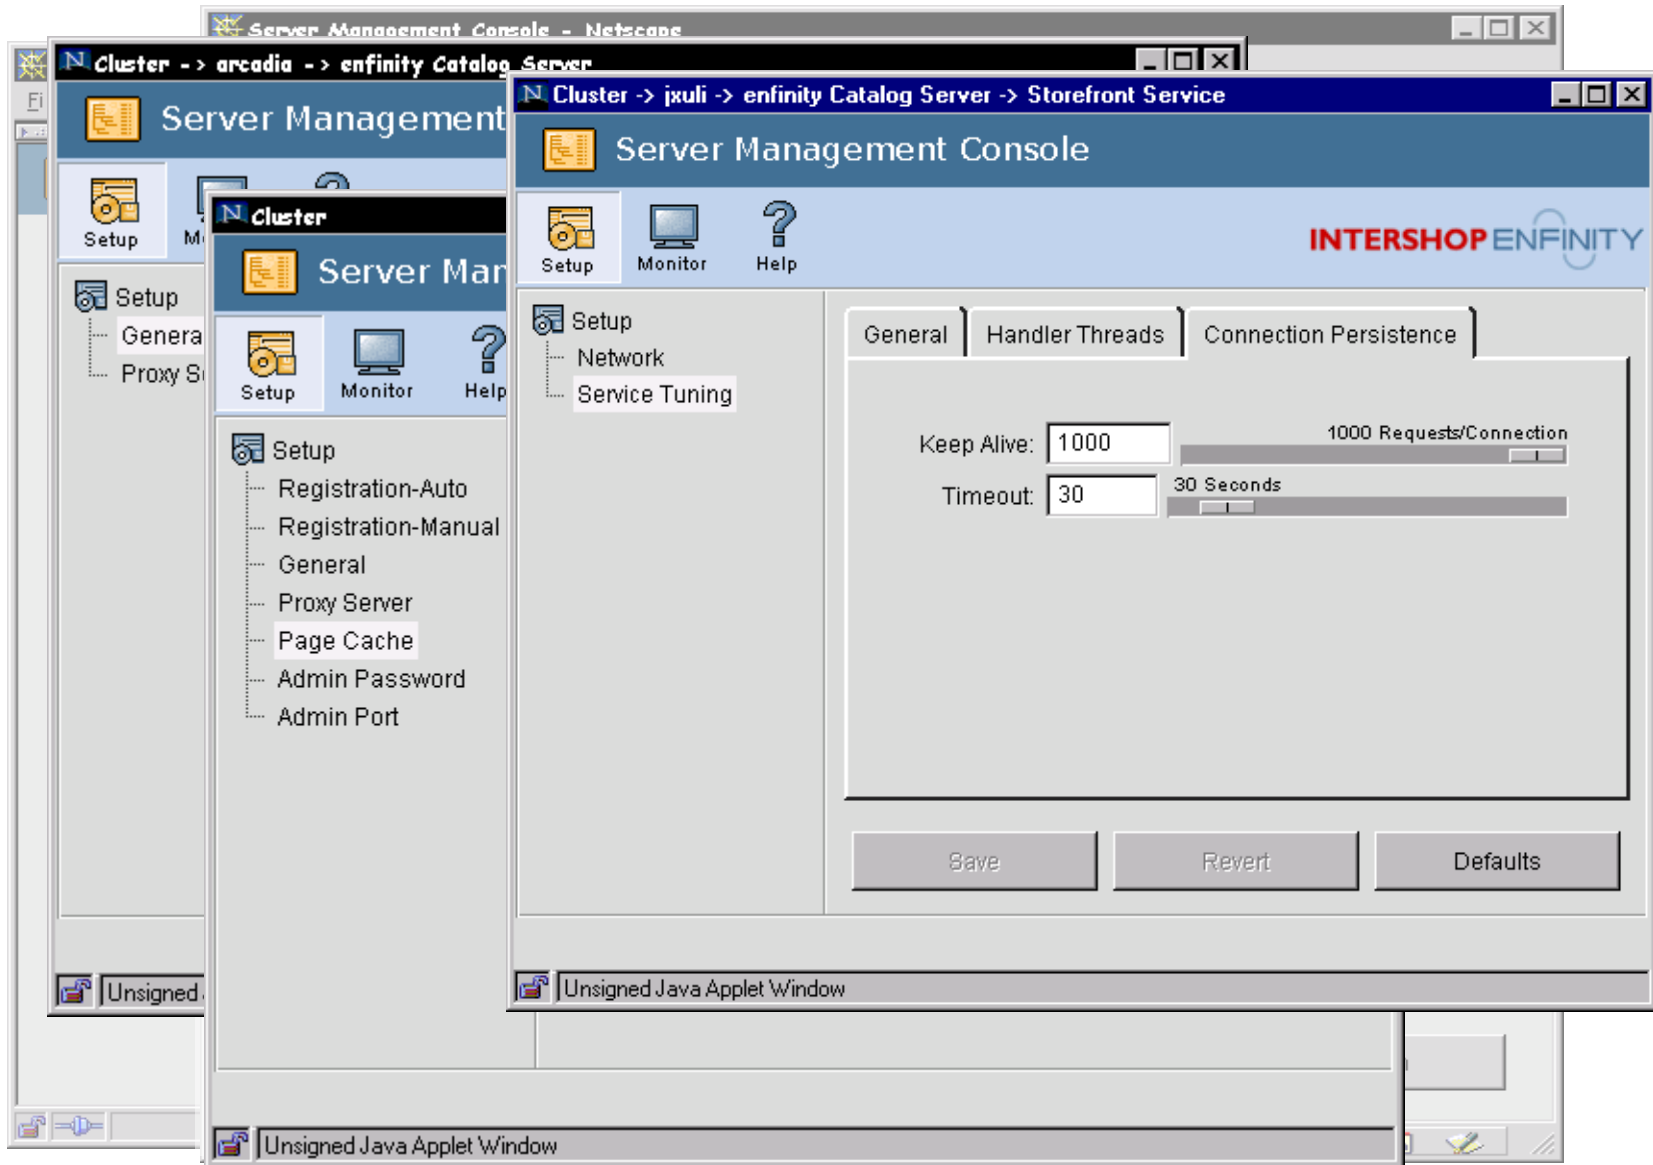 Server Management Console - Netscape
Fi
Cluster -> arcadia -> enfinity Catalog Server
Server Management
Setup
Setup
Unsigned
Cluster
Server Man
Setup
Monitor
Help
Setup
Registration-Auto
Registration-Manual
General
Proxy Server
Page Cache
Admin Password
Admin Port
Unsigned Java Applet Window
Cluster -> jxuli -> enfinity Catalog Server -> Storefront Service
Server Management Console
Setup
Monitor
Help
INTERSHOP ENFINITY
Setup
Network
Service Tuning
General
Handler Threads
Connection Persistence
Keep Alive: 1000
1000 Requests/Connection
Timeout: 30
30 Seconds
Save
Revert
Defaults
Unsigned Java Applet Window